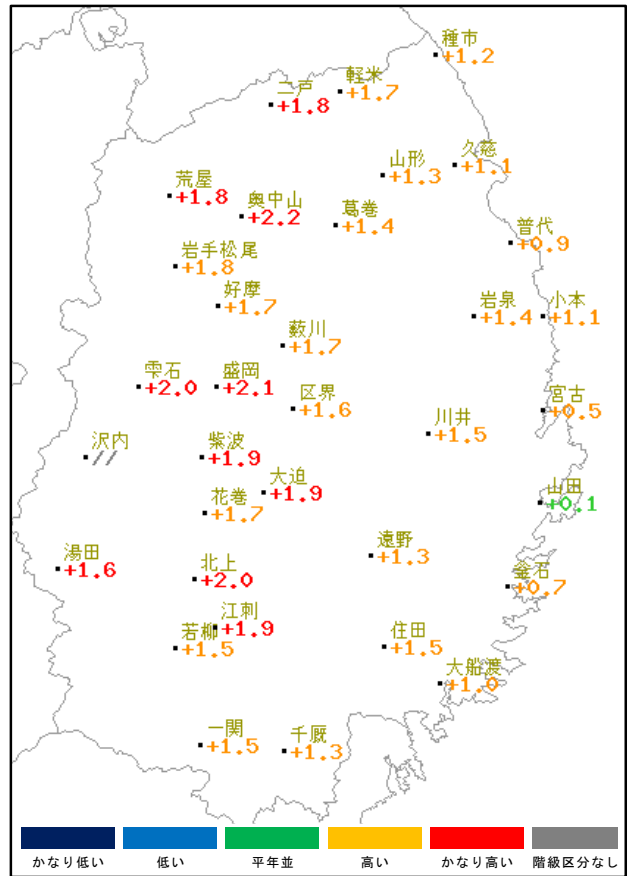 種市
+1.2
軽米
+1.7
二戸
+1.8
久慈
+1.1
山形
+1.3
荒屋
+1.8
奥中山
+2.2
葛巻
+1.4
普代
+0.9
岩手松尾
+1.8
好摩
+1.7
岩泉
+1.4
小本
+1.1
藪川
+1.7
雫石
+2.0
盛岡
+2.1
区界
+1.6
宮古
+0.5
川井
+1.5
沢内
//
紫波
+1.9
大迫
+1.9
山田
+0.1
花巻
+1.7
湯田
+1.6
北上
+2.0
遠野
+1.3
釜石
+0.7
江刺
+1.9
若柳
+1.5
住田
+1.5
大船渡
+1.0
一関
+1.5
千厩
+1.3
かなり低い 低い 平年並 高い かなり高い 階級区分なし